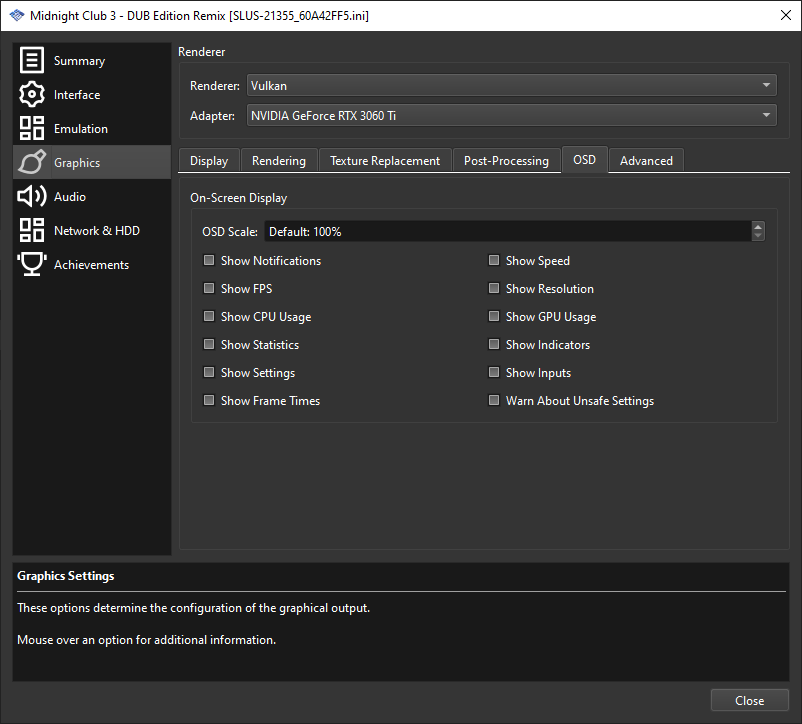 Midnight Club 3 - DUB Edition Remix [SLUS-21355_60A42FF5.ini]
Summary
Interface
Emulation
Graphics
Audio
Network & HDD
Achievements
Renderer
Renderer: Vulkan
Adapter: NVIDIA GeForce RTX 3060 Ti
Display Rendering Texture Replacement Post-Processing OSD Advanced
On-Screen Display
OSD Scale: Default: 100%
Show Notifications Show Speed
Show FPS Show Resolution
Show CPU Usage Show GPU Usage
Show Statistics Show Indicators
Show Settings Show Inputs
Show Frame Times Warn About Unsafe Settings
Graphics Settings
These options determine the configuration of the graphical output.
Mouse over an option for additional information.
Close